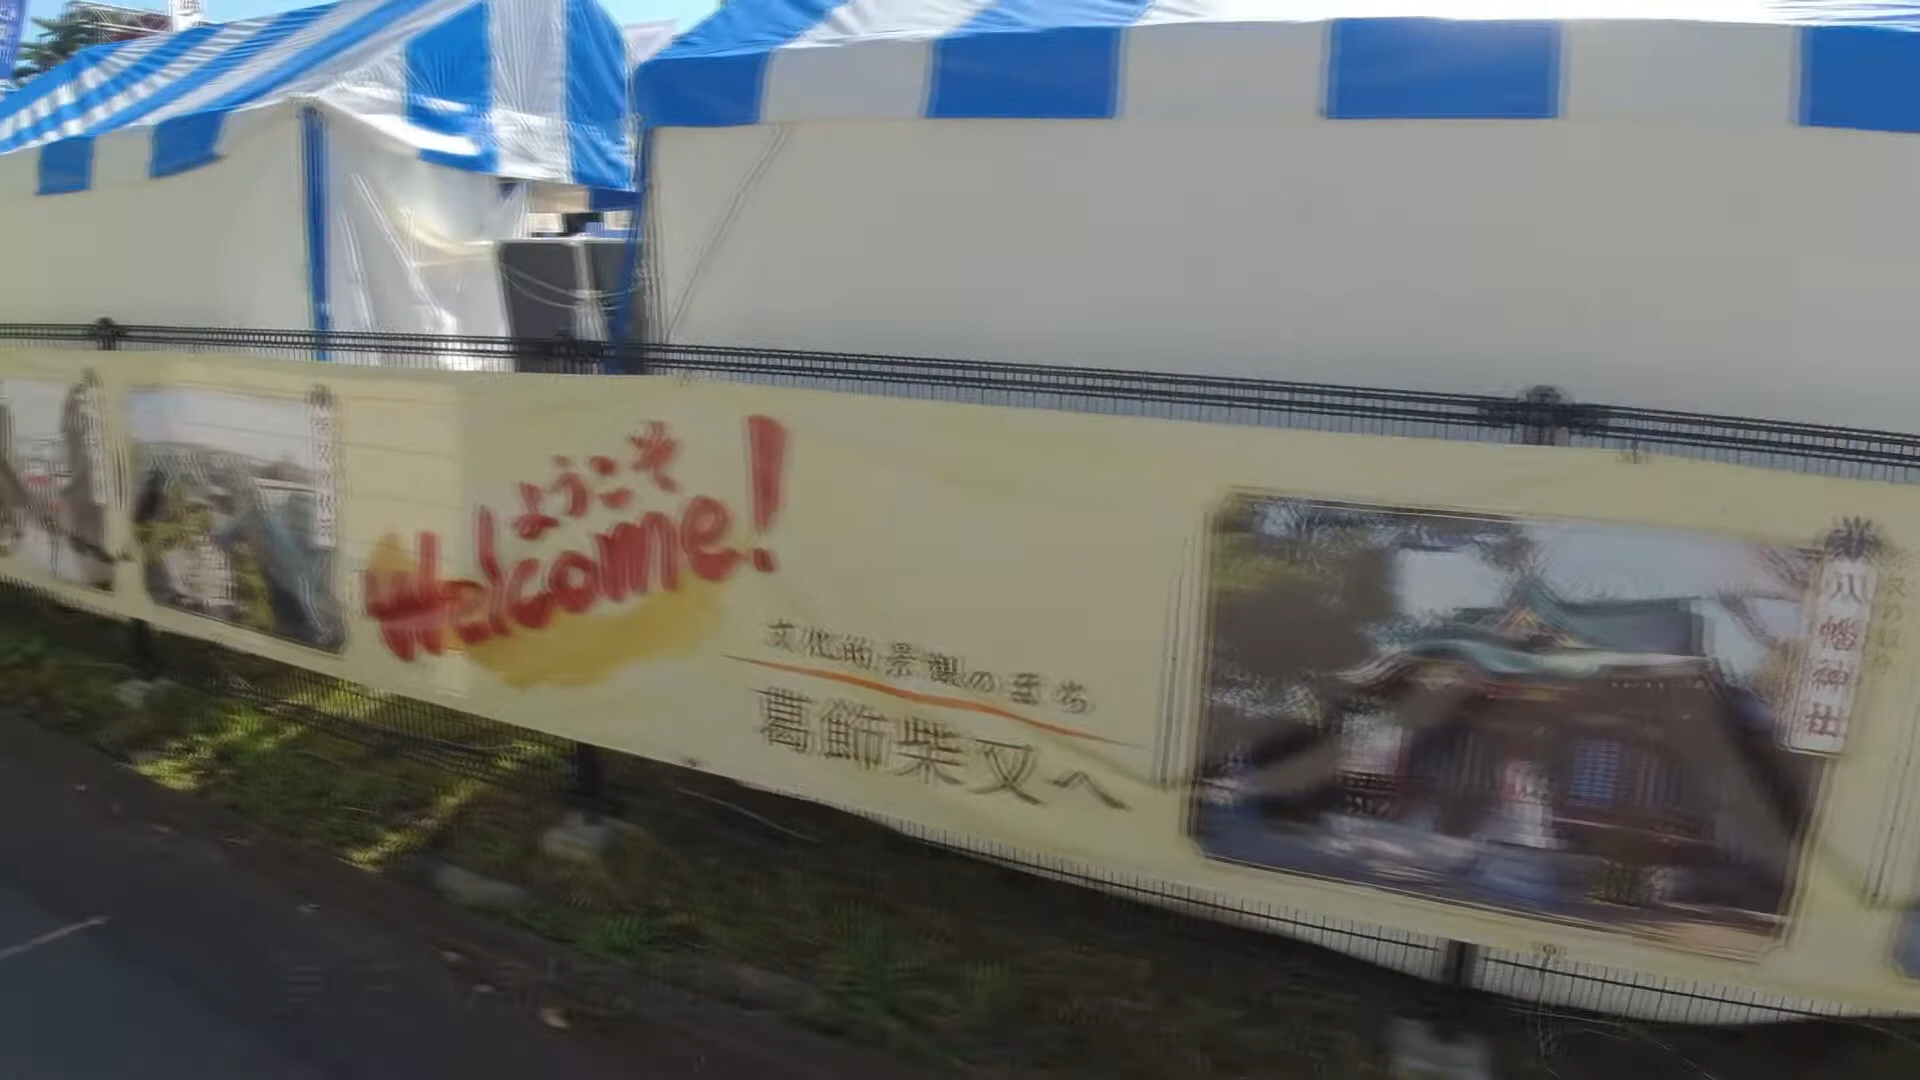 ようこそ
Welcome!
文化的景観のまち
葛飾柴又へ
八幡神社